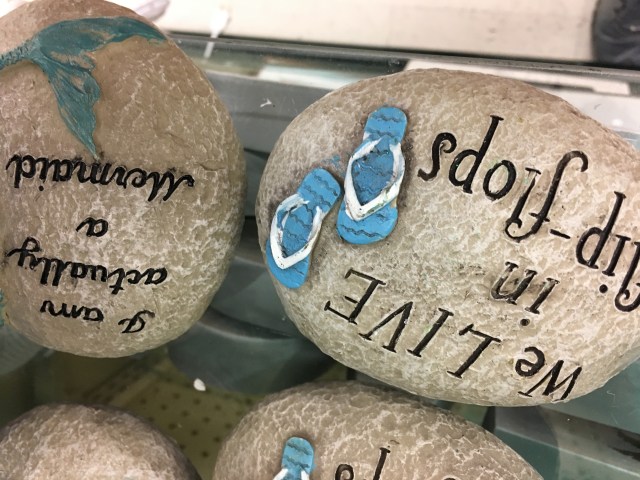 I am
actually
a
Mermaid
We LIVE
in
flip-flops